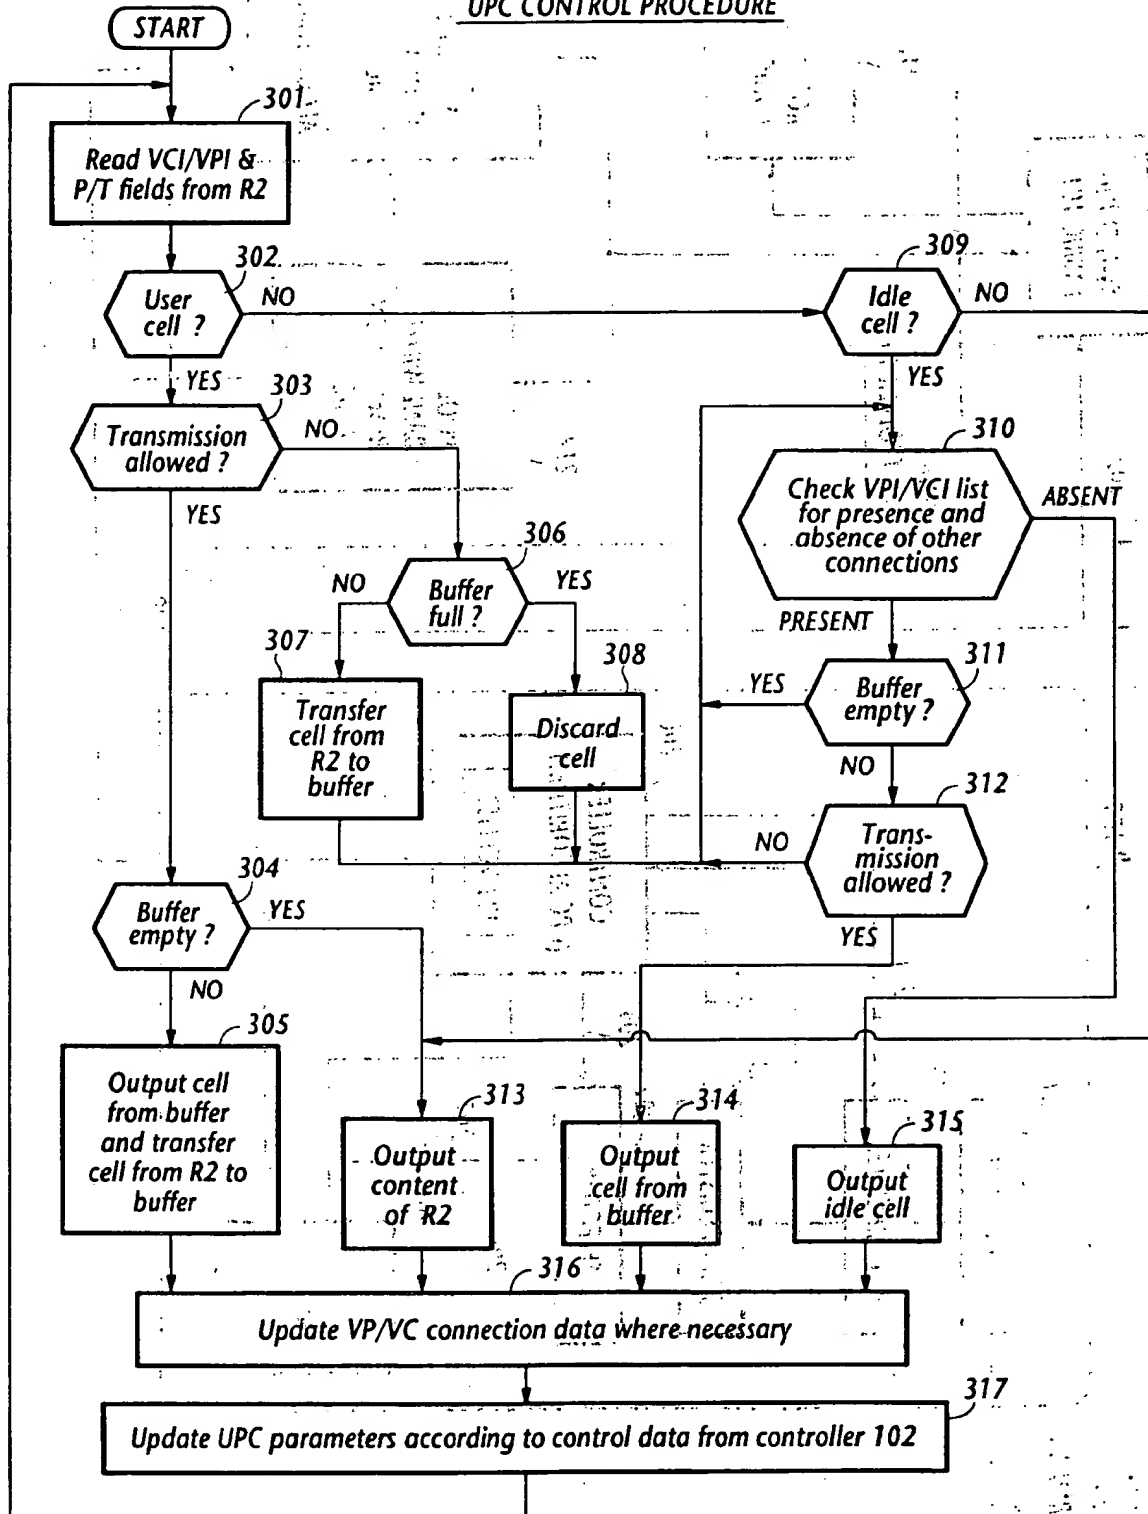 UPC CONTROL PROCEDURE
START
301
Read VCI/VPI &
P/T fields from R2
302
User
cell ?
NO
YES
309
Idle
cell ?
NO
YES
303
Transmission
allowed ?
NO
YES
310
Check VPI/VCI list
for presence and
absence of other
connections
ABSENT
PRESENT
306
Buffer
full ?
NO
YES
307
Transfer
cell from
R2 to
buffer
308
Discard
cell
311
Buffer
empty ?
YES
NO
312
Trans-
mission
allowed ?
NO
YES
304
Buffer
empty ?
YES
NO
305
Output cell
from buffer
and transfer
cell from R2 to
buffer
313
Output
content
of R2
314
Output
cell from
buffer
315
Output
idle cell
316
Update VP/VC connection data where necessary
317
Update UPC parameters according to control data from controller 102